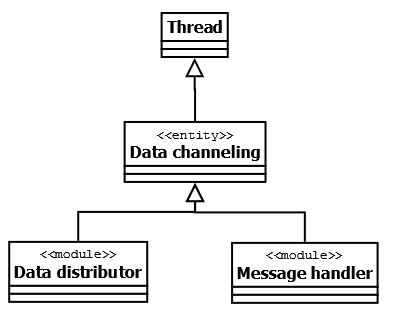 Thread
<<entity>>
Data channeling
<<module>>
Data distributor
<<module>>
Message handler